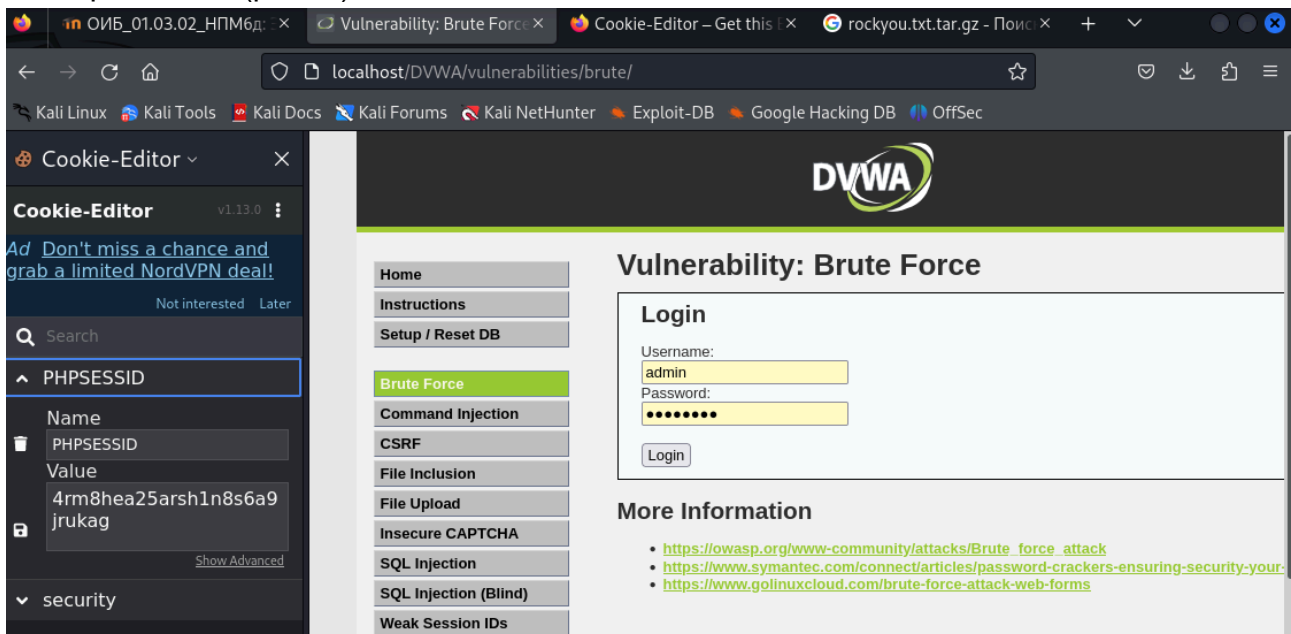 ОИБ_01.03.02_НПМбд:
Vulnerability: Brute Force
Cookie-Editor – Get this E
rockyou.txt.tar.gz - Поис
localhost/DVWA/vulnerabilities/brute/
Kali Linux Kali Tools Kali Docs Kali Forums Kali NetHunter Exploit-DB Google Hacking DB OffSec
Cookie-Editor
Cookie-Editor v1.13.0
Ad Don't miss a chance and
grab a limited NordVPN deal!
Not interested Later
Search
PHPSESSID
Name
PHPSESSID
Value
4rm8hea25arsh1n8s6a9
jrukag
Show Advanced
security
DVWA
Home
Instructions
Setup / Reset DB
Brute Force
Command Injection
CSRF
File Inclusion
File Upload
Insecure CAPTCHA
SQL Injection
SQL Injection (Blind)
Weak Session IDs
Vulnerability: Brute Force
Login
Username:
admin
Password:
••••••••
Login
More Information
https://owasp.org/www-community/attacks/Brute_force_attack
https://www.symantec.com/connect/articles/password-crackers-ensuring-security-your-
https://www.golinuxcloud.com/brute-force-attack-web-forms